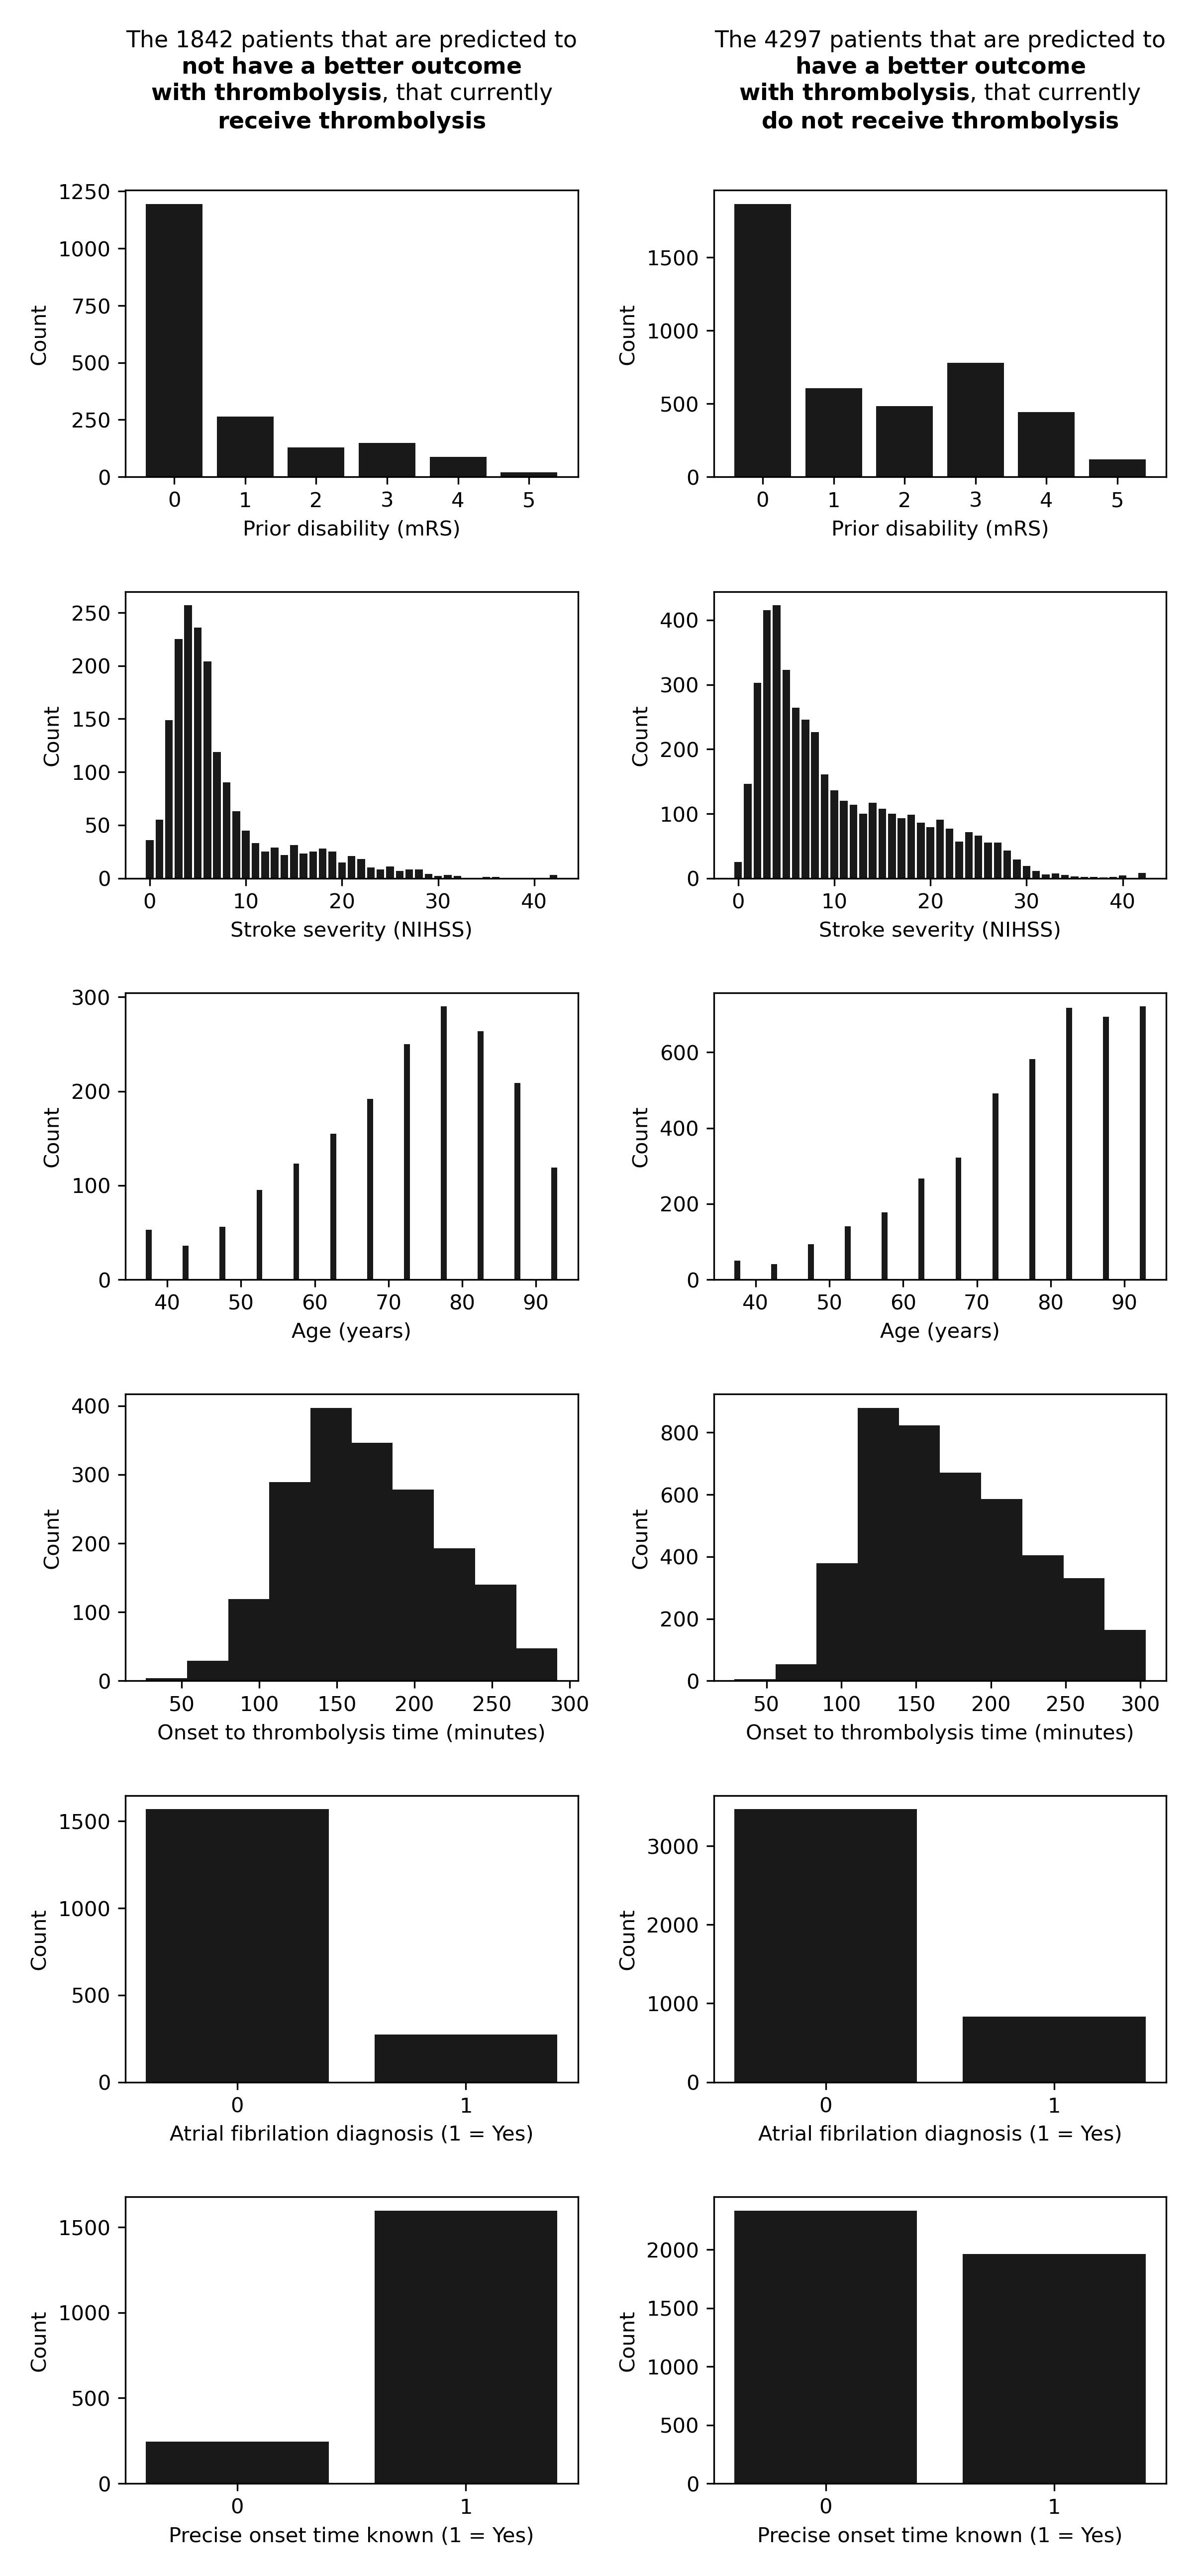 The 1842 patients that are predicted to
not have a better outcome
with thrombolysis, that currently
receive thrombolysis
The 4297 patients that are predicted to
have a better outcome
with thrombolysis, that currently
do not receive thrombolysis
1250
1000
750
500
250
0
Count
0 1 2 3 4 5
Prior disability (mRS)
1500
1000
500
0
Count
0 1 2 3 4 5
Prior disability (mRS)
250
200
150
100
50
0
Count
0 10 20 30 40
Stroke severity (NIHSS)
400
300
200
100
0
Count
0 10 20 30 40
Stroke severity (NIHSS)
300
200
100
0
Count
40 50 60 70 80 90
Age (years)
600
400
200
0
Count
40 50 60 70 80 90
Age (years)
400
300
200
100
0
Count
50 100 150 200 250 300
Onset to thrombolysis time (minutes)
800
600
400
200
0
Count
50 100 150 200 250 300
Onset to thrombolysis time (minutes)
1500
1000
500
0
Count
0 1
Atrial fibrilation diagnosis (1 = Yes)
3000
2000
1000
0
Count
0 1
Atrial fibrilation diagnosis (1 = Yes)
1500
1000
500
0
Count
0 1
Precise onset time known (1 = Yes)
2000
1500
1000
500
0
Count
0 1
Precise onset time known (1 = Yes)